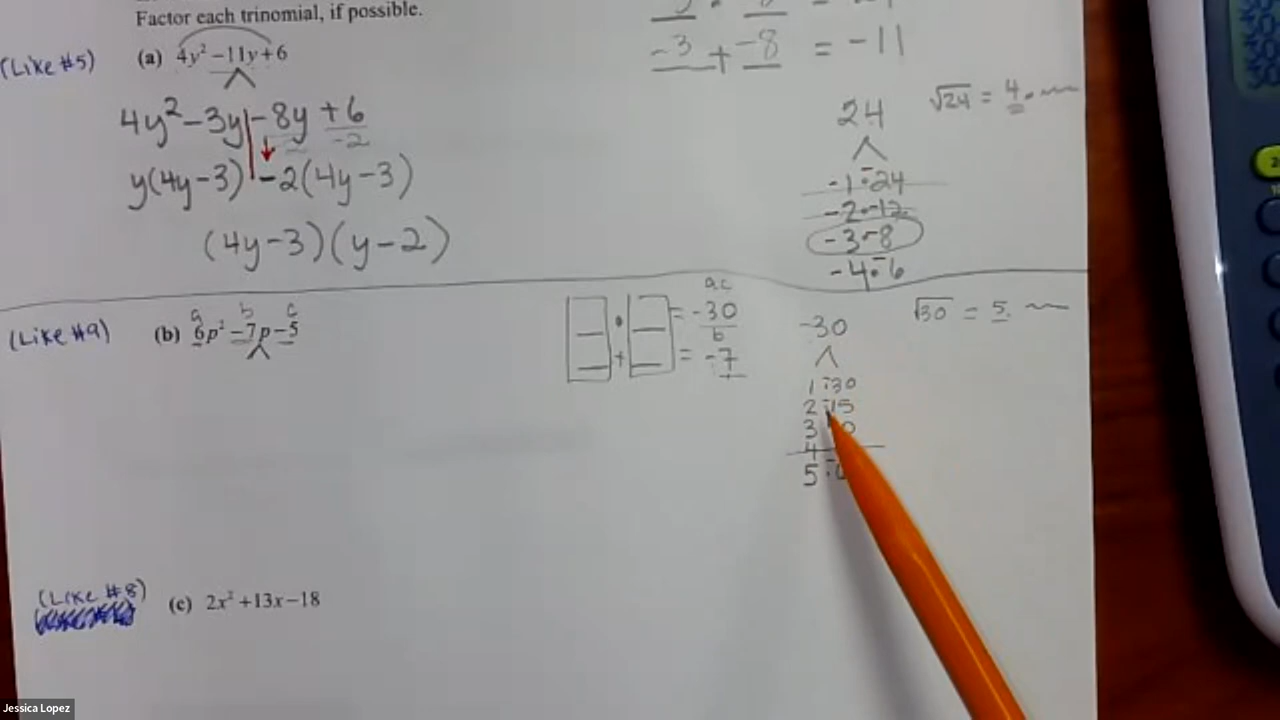 Factor each trinomial, if possible.
(Like #5) (a) 4y² −11y+6
-3 + -8 = -11
4y² − 3y − 8y + 6
-2
y(4y−3) − 2(4y−3)
(4y−3)(y−2)
24
√24 = 4.
-1·-24
-2·-12
-3·-8
-4·-6
(Like #9) (b) 6p² −7p−5
a b c
ac
· = -30
b
+ = -7
-30
√30 = 5.
1·-30
2·-15
3
4
5·-
(Like #8) (c) 2x² +13x−18
Jessica Lopez